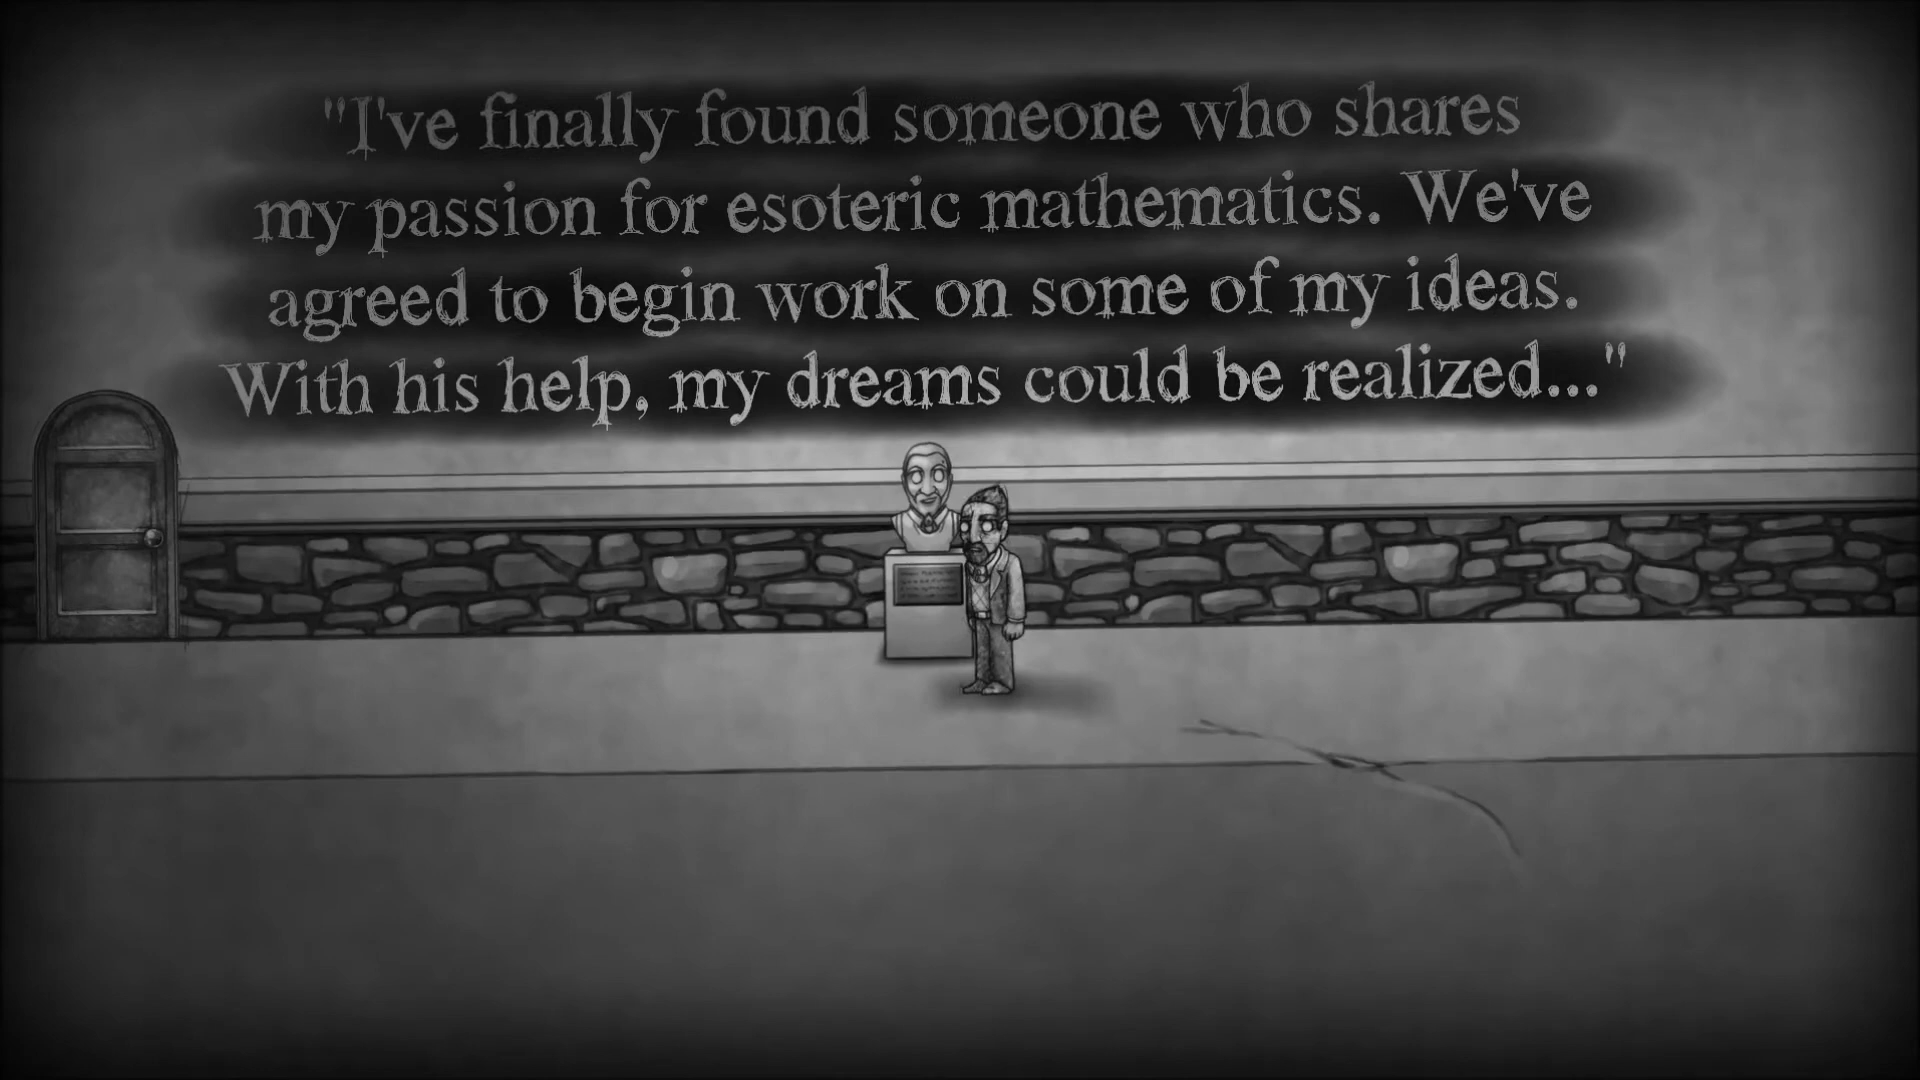 "I've finally found someone who shares
my passion for esoteric mathematics. We've
agreed to begin work on some of my ideas.
With his help, my dreams could be realized..."